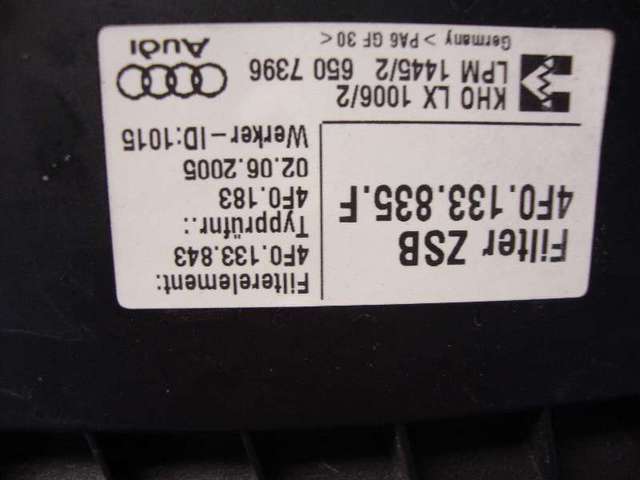 Filter ZSB
4F0.133.835.F
Filterelement:
4F0.133.843
Typprüfnr.:
4F0.183
02.06.2005
Werker-ID:1015
KHO LX 1006/2
LPM 1445/2 650 7396
Germany > PA6 GF 30 <
Audi